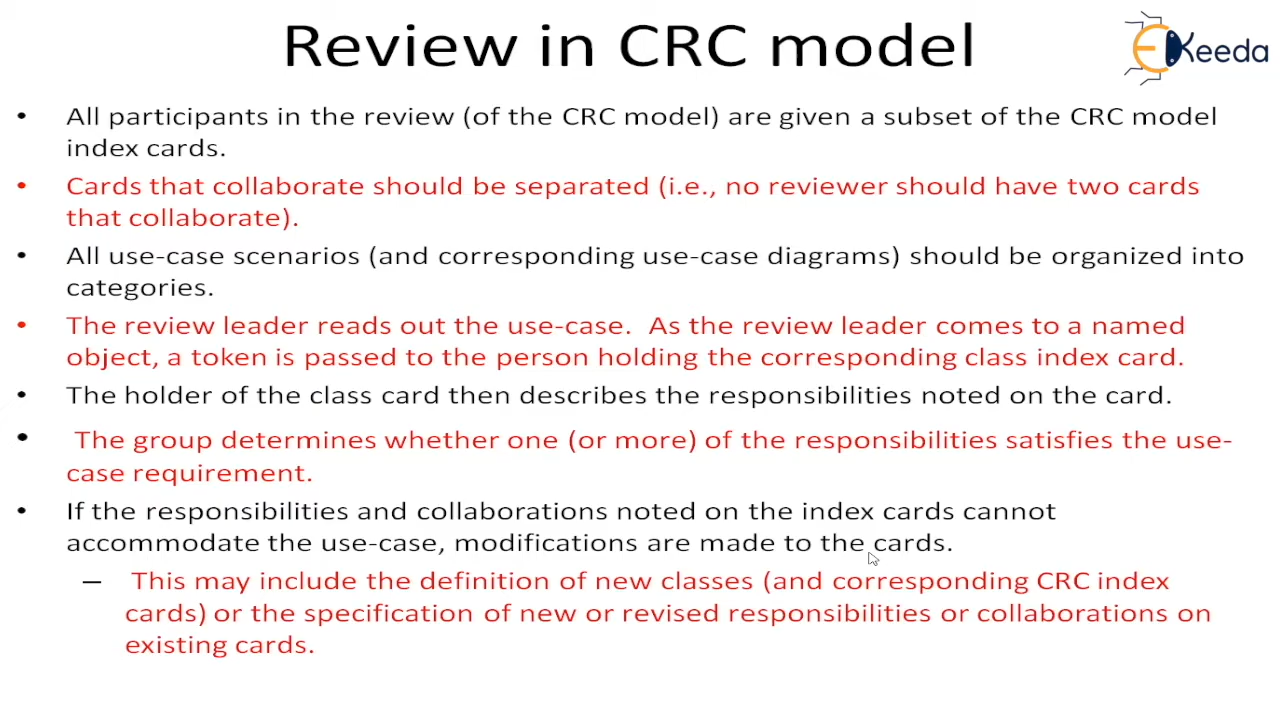 Review in CRC model
EKeeda
• All participants in the review (of the CRC model) are given a subset of the CRC model
index cards.
• Cards that collaborate should be separated (i.e., no reviewer should have two cards
that collaborate).
• All use-case scenarios (and corresponding use-case diagrams) should be organized into
categories.
• The review leader reads out the use-case. As the review leader comes to a named
object, a token is passed to the person holding the corresponding class index card.
• The holder of the class card then describes the responsibilities noted on the card.
• The group determines whether one (or more) of the responsibilities satisfies the use-
case requirement.
• If the responsibilities and collaborations noted on the index cards cannot
accommodate the use-case, modifications are made to the cards.
– This may include the definition of new classes (and corresponding CRC index
cards) or the specification of new or revised responsibilities or collaborations on
existing cards.